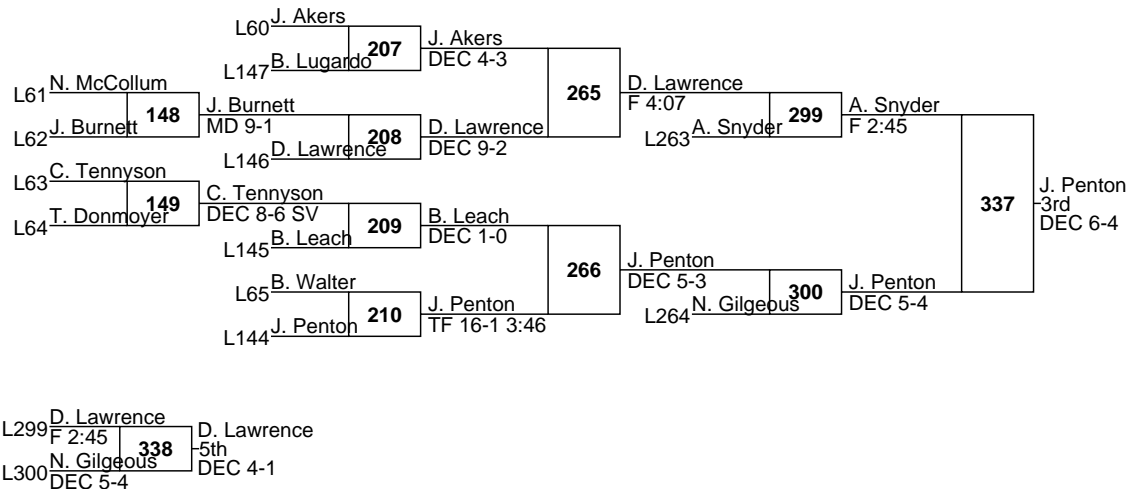 J. Akers
L60
207
J. Akers
DEC 4-3
B. Lugardo
L147
N. McCollum
L61
148
J. Burnett
MD 9-1
J. Burnett
L62
208
D. Lawrence
DEC 9-2
D. Lawrence
L146
265
D. Lawrence
F 4:07
299
A. Snyder
F 2:45
A. Snyder
L263
C. Tennyson
L63
149
C. Tennyson
DEC 8-6 SV
T. Donmoyer
L64
209
B. Leach
DEC 1-0
B. Leach
L145
266
J. Penton
DEC 5-3
B. Walter
L65
210
J. Penton
TF 16-1 3:46
J. Penton
L144
300
J. Penton
DEC 5-4
N. Gilgeous
L264
337
J. Penton
3rd
DEC 6-4
L299
D. Lawrence
F 2:45
338
D. Lawrence
5th
DEC 4-1
L300
N. Gilgeous
DEC 5-4